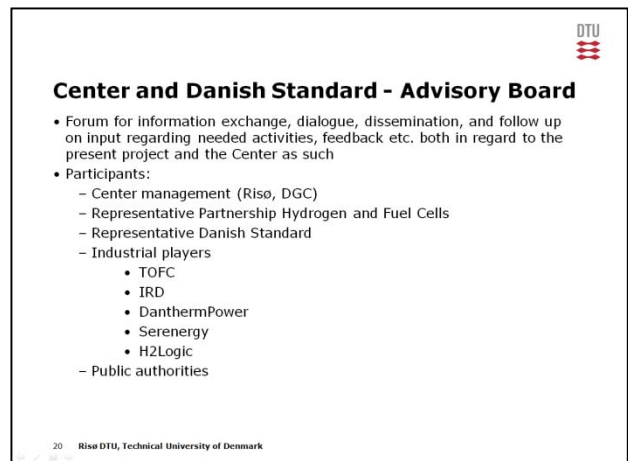 DTU
Center and Danish Standard - Advisory Board
• Forum for information exchange, dialogue, dissemination, and follow up
on input regarding needed activities, feedback etc. both in regard to the
present project and the Center as such
• Participants:
– Center management (Risø, DGC)
– Representative Partnership Hydrogen and Fuel Cells
– Representative Danish Standard
– Industrial players
• TOFC
• IRD
• DanthermPower
• Serenergy
• H2Logic
– Public authorities
20 Risø DTU, Technical University of Denmark